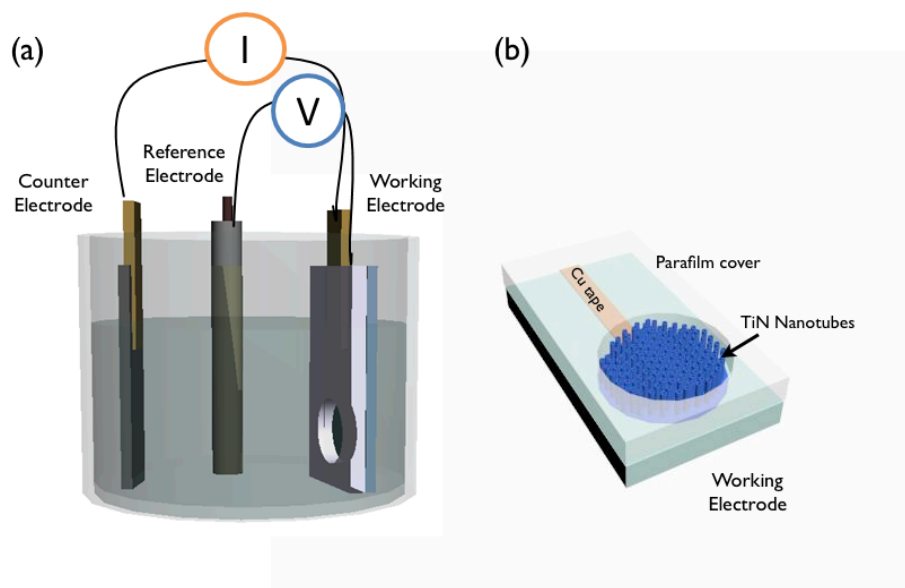 (a)
I
V
Counter
Electrode
Reference
Electrode
Working
Electrode
(b)
Parafilm cover
Cu tape
TiN Nanotubes
Working
Electrode